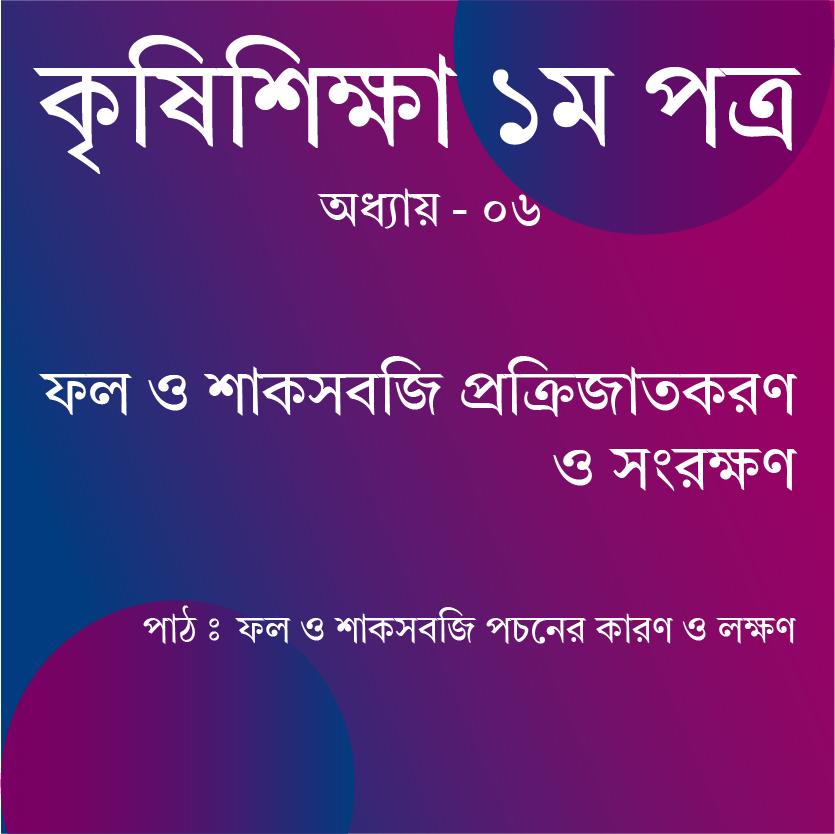 কৃষিশিক্ষা ১ম পত্র
অধ্যায় - ০৬
ফল ও শাকসবজি প্রক্রিজাতকরণ
ও সংরক্ষণ
পাঠ ঃ ফল ও শাকসবজি পচনের কারণ ও লক্ষণ